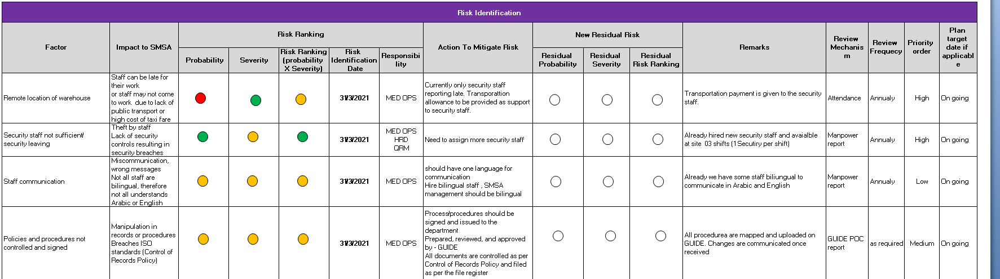 Risk Identification
Factor
Impact to SMSA
Risk Ranking
Probability
Severity
Risk Ranking
(probability
X Severity)
Risk
Identification
Date
Responsibi
lity
Action To Mitigate Risk
New Residual Risk
Residual
Probability
Residual
Severity
Residual
Risk Ranking
Remarks
Review
Mechanis
m
Review
Frequecy
Priority
order
Plan
target
date if
applicabl
e
Remote location of warehouse
Staff can be late for
their work
or staff may not come
to work due to lack of
public transport or
high cost of taxi fare
31/3/2021
MED OPS
Currently only security staff
reporting late. Transporattion
allowance to be provided as support
to security staff.
Transportation payment is given to the security
staff.
Attendance
Annualy
High
On going
Security staff not sufficient/
security leaving
Theft by staff
Lack of security
controls resulting in
security breaches
31/3/2021
MED OPS
HRD
QRM
Need to assign more security staff
Already hired new security staff and avaialble
at site 03 shifts (1 Secutiry per shift)
Manpower
report
Annualy
High
On going
Staff communication
Miscommunication,
wrong messages
Not all staff are
bilingual, therefore
not all understands
Arabic or English
31/3/2021
MED OPS
should have one language for
communication
Hire bilingual staff , SMSA
management should be bilingual
Already we have some staff biliungual to
communicate in Arabic and English
Manpower
report
Annualy
Low
On going
Policies and procedures not
controlled and signed
Manipulation in
records or procedures
Breaches ISO
standards (Control of
Records Policy)
31/3/2021
MED OPS
Process/procedures should be
signed and issued to the
department
Prepared, reviewed, and approved
by - GUIDE
All documents are controlled as per
Control of Records Policy and filed
as per the file register
All procedurea are mapped and uploaded on
GUIDE. Changes are communicated once
received
GUIDE POC
report
as required
Medium
On going